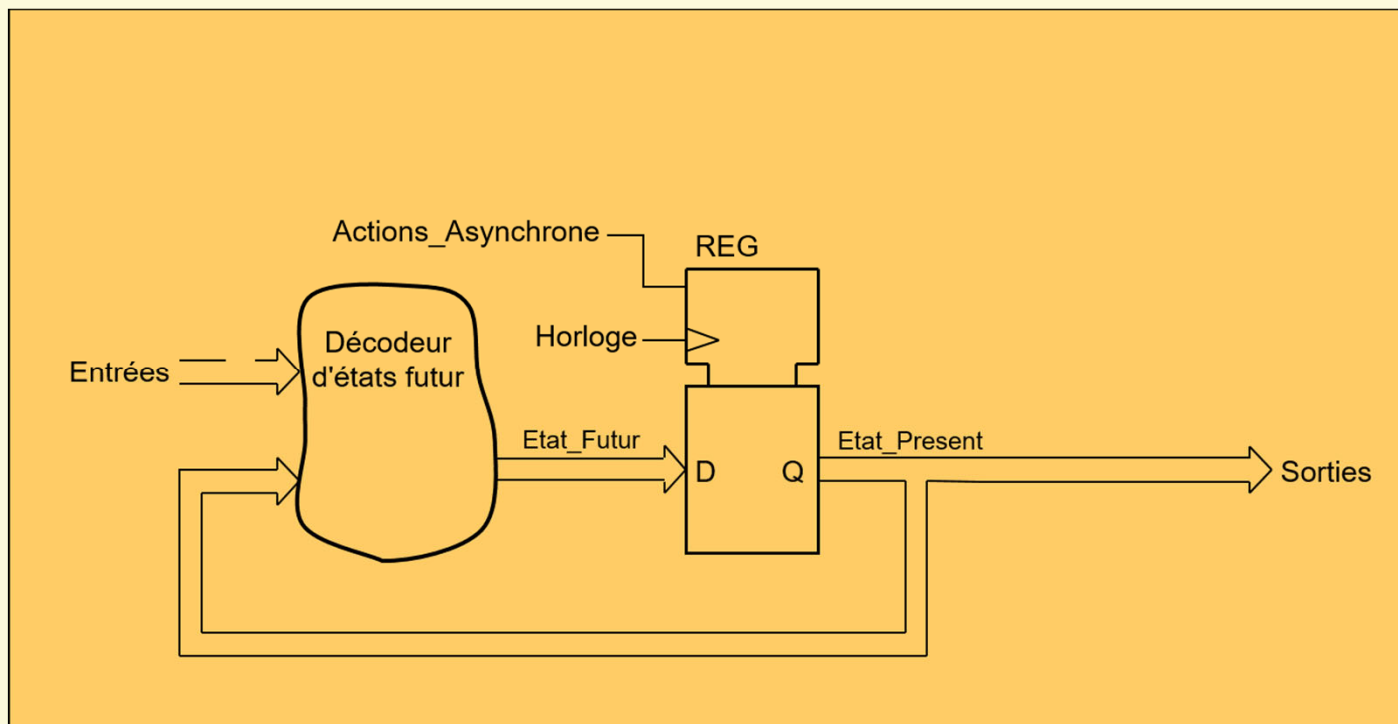 Actions_Asynchrone
REG
Horloge
Décodeur
d'états futur
Entrées
Etat_Futur
Etat_Present
D
Q
Sorties